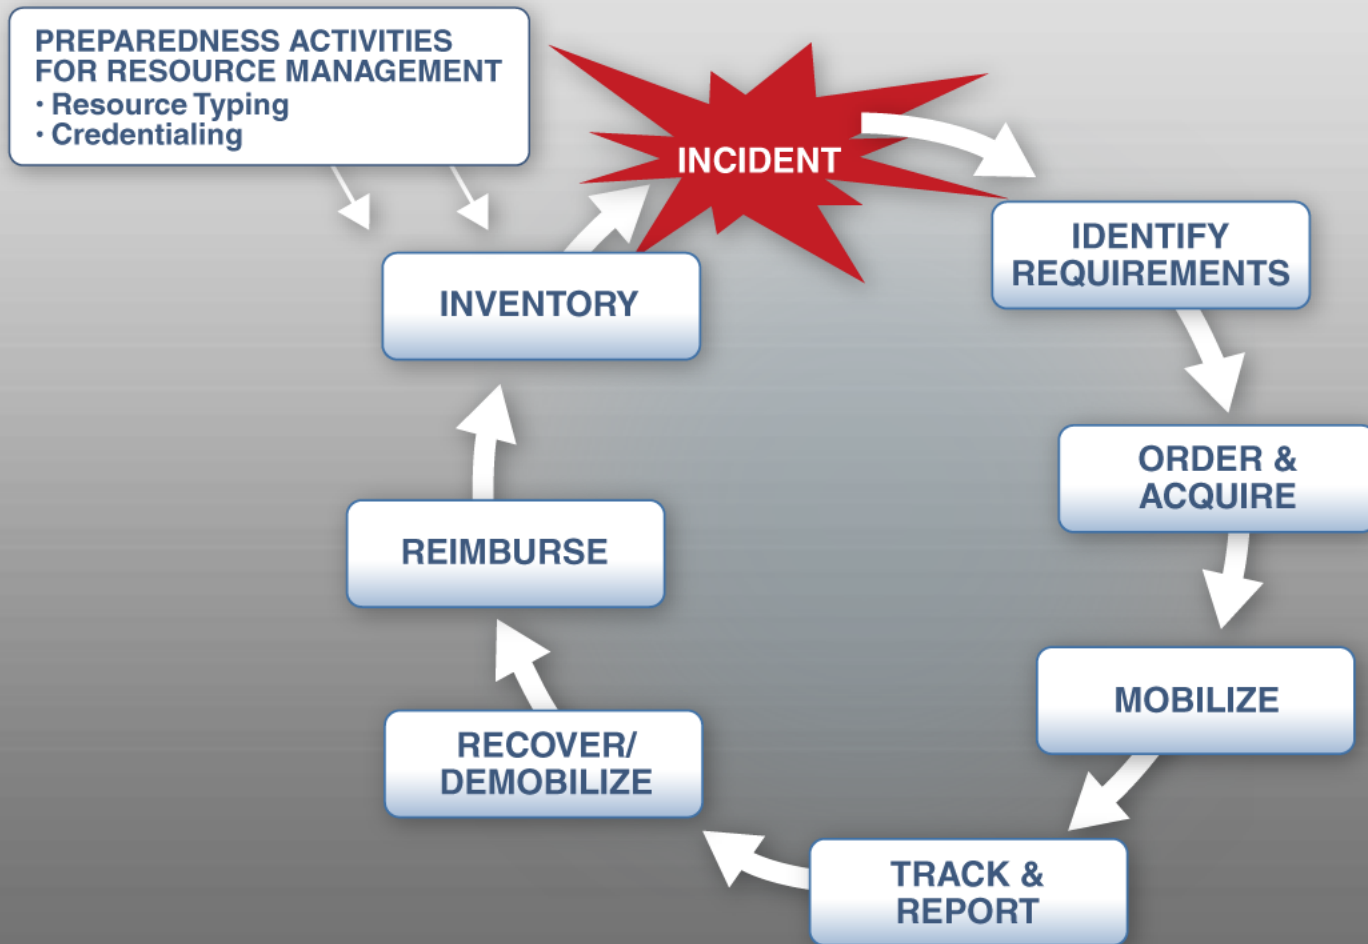 PREPAREDNESS ACTIVITIES
FOR RESOURCE MANAGEMENT
• Resource Typing
• Credentialing
INCIDENT
IDENTIFY
REQUIREMENTS
ORDER &
ACQUIRE
MOBILIZE
TRACK &
REPORT
RECOVER/
DEMOBILIZE
REIMBURSE
INVENTORY